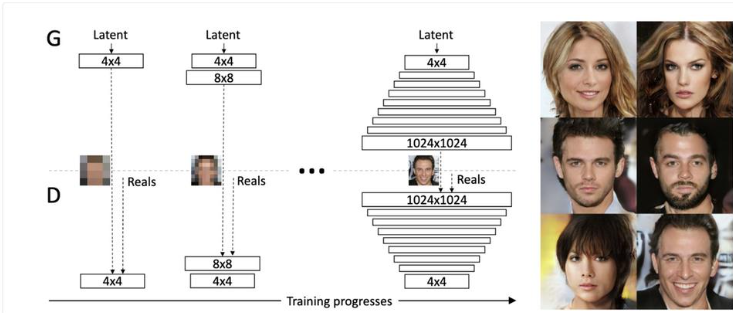 G
Latent
4x4
Latent
4x4
8x8
Latent
4x4
1024x1024
Reals
Reals
Reals
D
1024x1024
4x4
8x8
4x4
4x4
Training progresses